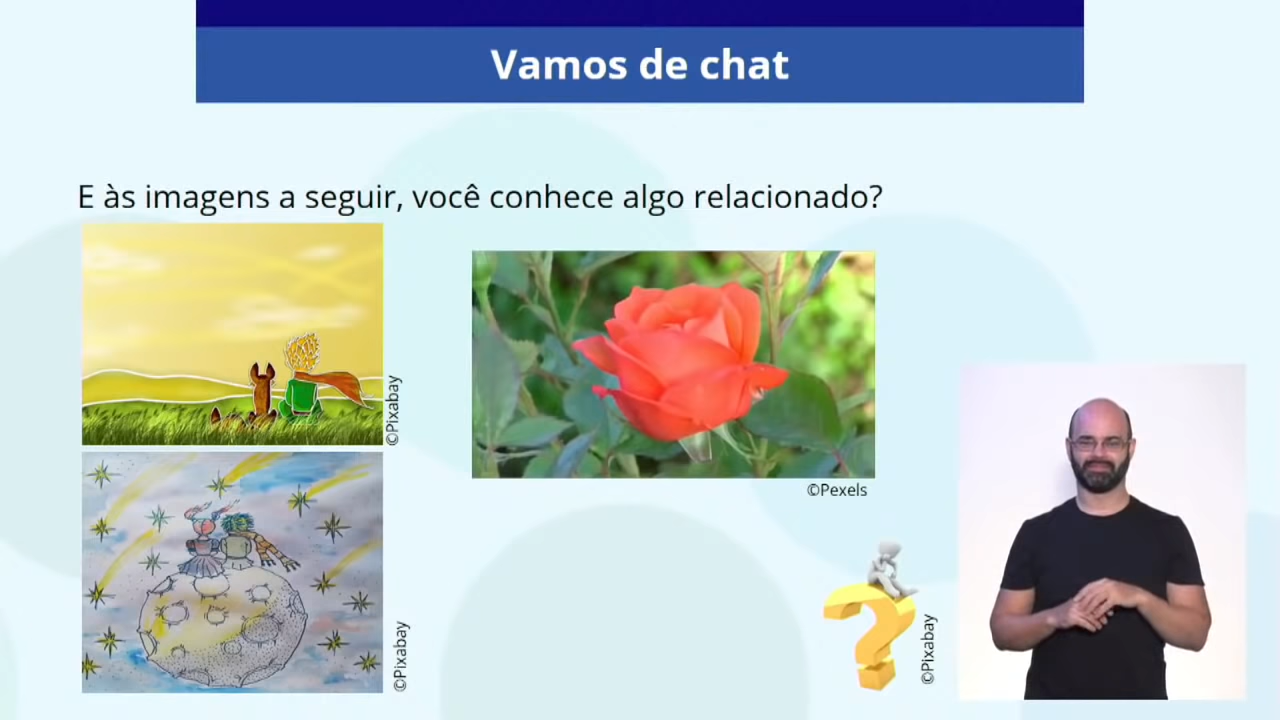 Vamos de chat
E às imagens a seguir, você conhece algo relacionado?
©Pixabay
©Pexels
©Pixabay
©Pixabay